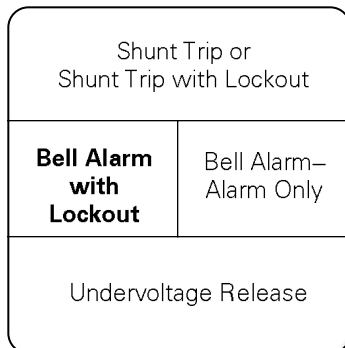 Shunt Trip or
Shunt Trip with Lockout
Bell Alarm
with
Lockout
Bell Alarm–
Alarm Only
Undervoltage Release